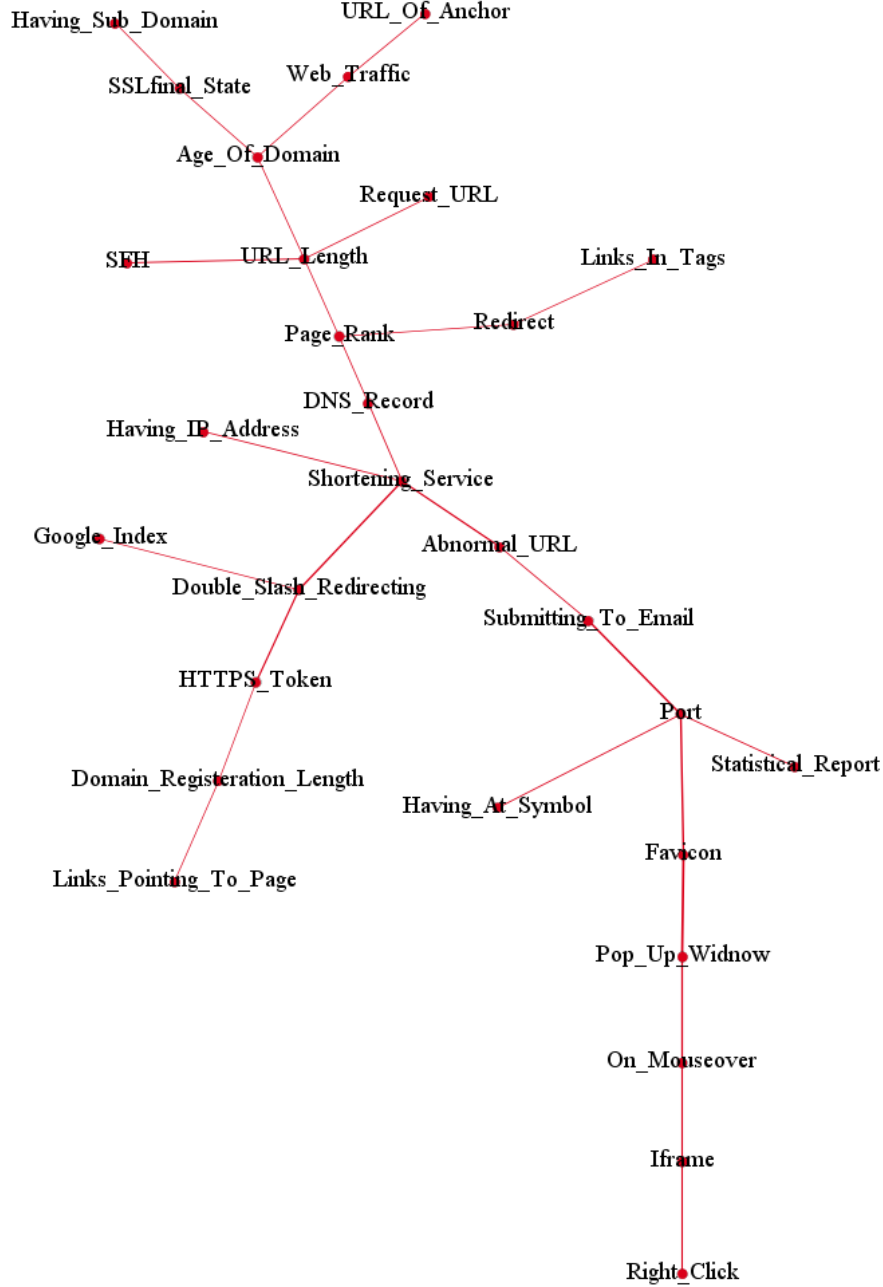 Having_Sub_Domain
URL_Of_Anchor
Web_Traffic
SSLfinal_State
Age_Of_Domain
Request_URL
SFH
URL_Length
Links_In_Tags
Page_Rank
Redirect
DNS_Record
Having_IP_Address
Shortening_Service
Google_Index
Abnormal_URL
Double_Slash_Redirecting
Submitting_To_Email
HTTPS_Token
Port
Statistical_Report
Domain_Registeration_Length
Having_At_Symbol
Favicon
Links_Pointing_To_Page
Pop_Up_Widnow
On_Mouseover
Iframe
Right_Click